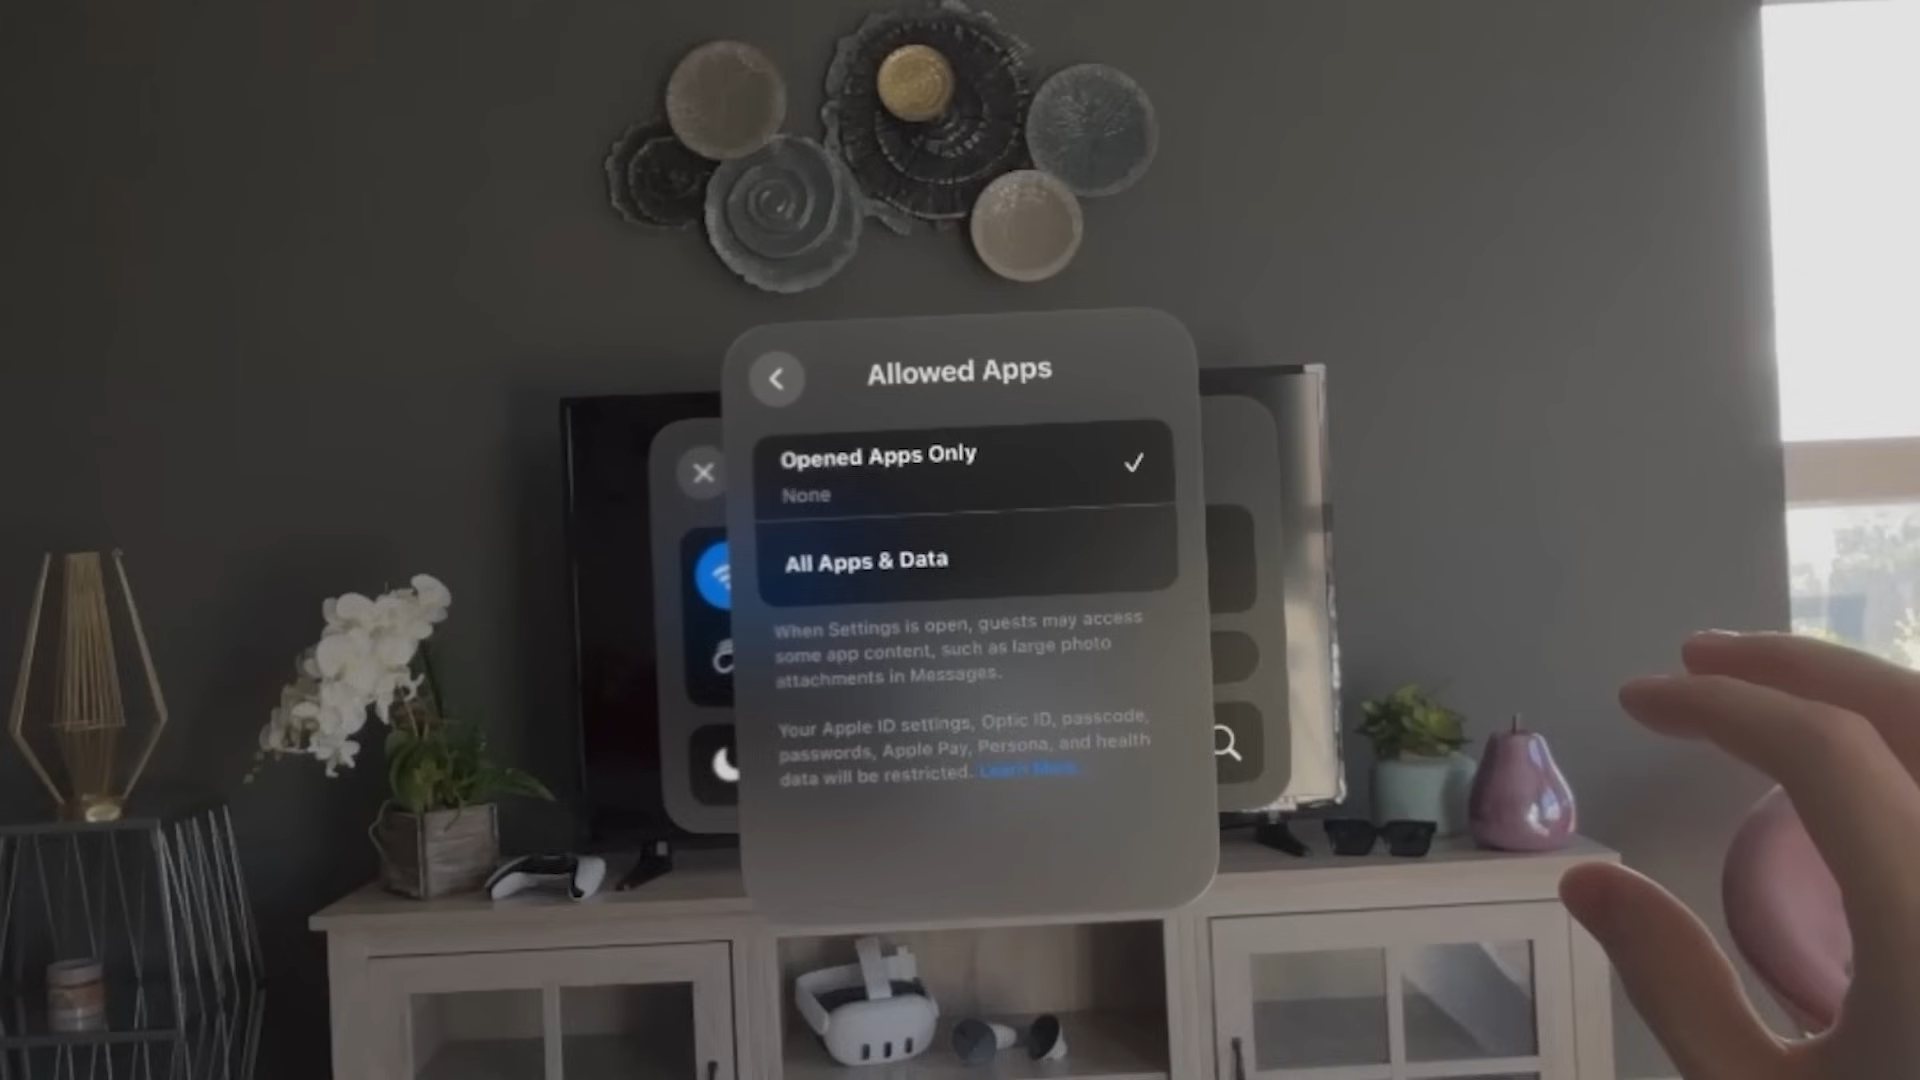 Allowed Apps
Opened Apps Only
None
All Apps & Data
When Settings is open, guests may access
some app content, such as large photo
attachments in Messages.
Your Apple ID settings, Optic ID, passcode,
passwords, Apple Pay, Persona, and health
data will be restricted. Learn More...